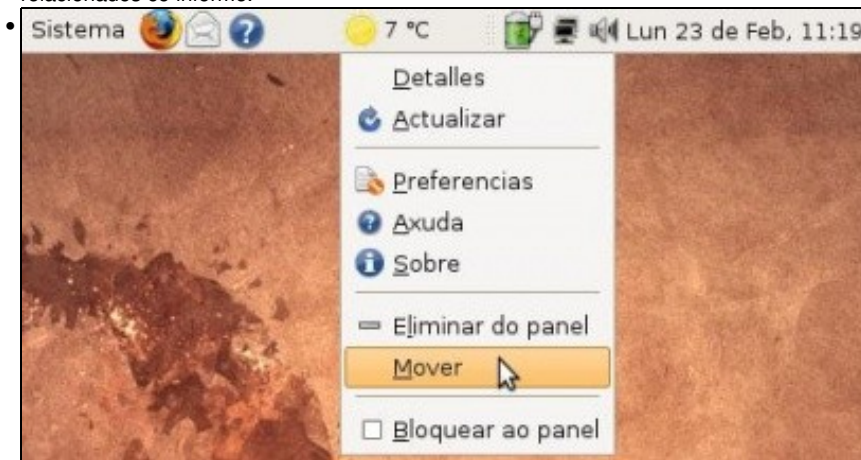 Sistema 7 °C Lun 23 de Feb, 11:19
Detalles
Actualizar
Preferencias
Axuda
Sobre
Eliminar do panel
Mover
Bloquear ao panel